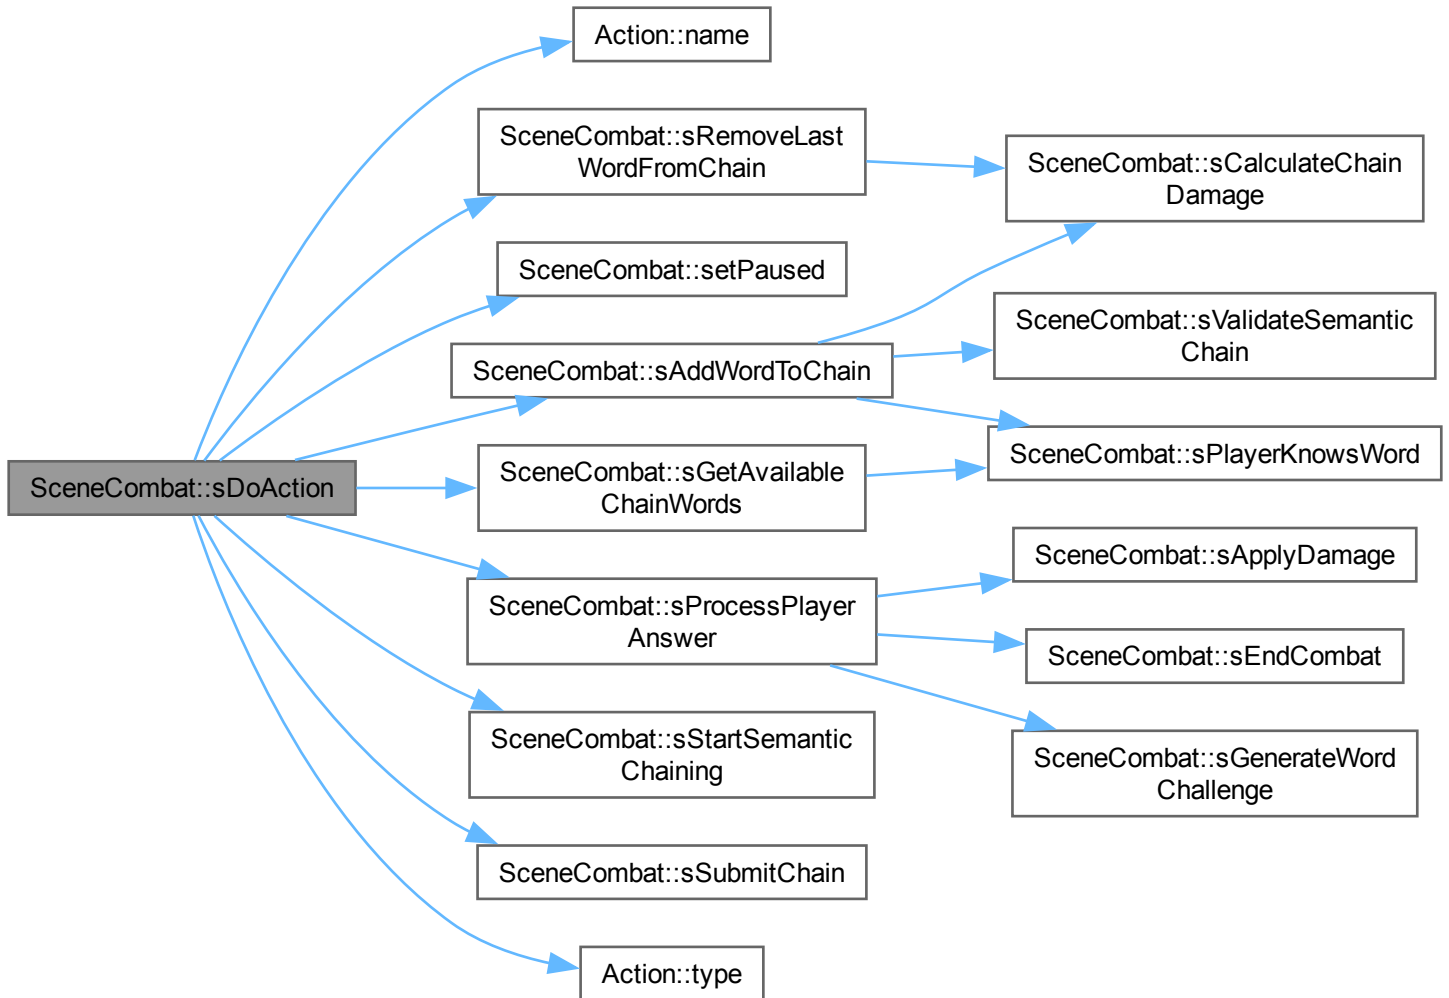 Action::name
SceneCombat::sRemoveLast
WordFromChain
SceneCombat::sCalculateChain
Damage
SceneCombat::setPaused
SceneCombat::sValidateSemantic
Chain
SceneCombat::sAddWordToChain
SceneCombat::sPlayerKnowsWord
SceneCombat::sDoAction
SceneCombat::sGetAvailable
ChainWords
SceneCombat::sApplyDamage
SceneCombat::sProcessPlayer
Answer
SceneCombat::sEndCombat
SceneCombat::sStartSemantic
Chaining
SceneCombat::sGenerateWord
Challenge
SceneCombat::sSubmitChain
Action::type